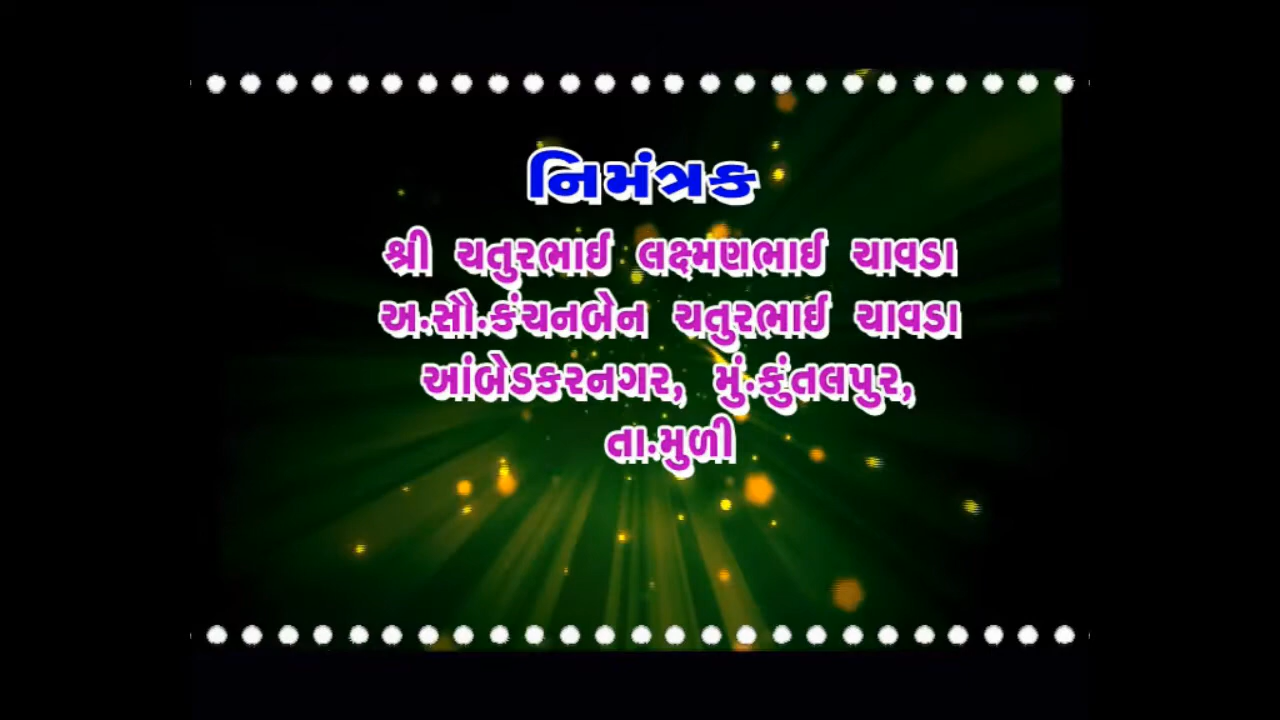 નિમંત્રક
શ્રી ચતુરભાઈ લક્ષ્મણભાઈ ચાવડા
અ.સૌ.કંચનબેન ચતુરભાઈ ચાવડા
આંબેડકરનગર, મું.કુંતલપુર,
તા.મુળી